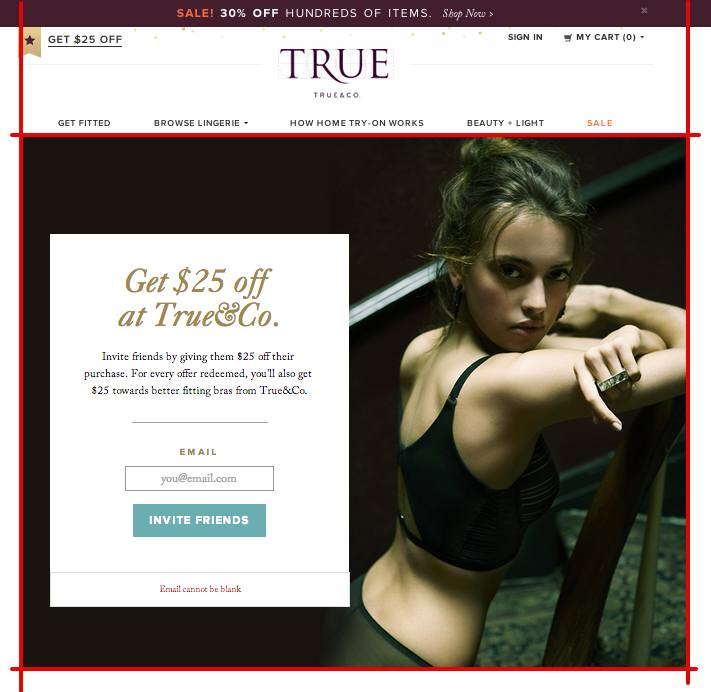 SALE! 30% OFF HUNDREDS OF ITEMS. Shop Now >
GET $25 OFF
SIGN IN
MY CART (0)
TRUE
TRUE&CO.
GET FITTED
BROWSE LINGERIE
HOW HOME TRY-ON WORKS
BEAUTY + LIGHT
SALE
Get $25 off
at True&Co.
Invite friends by giving them $25 off their
purchase. For every offer redeemed, you'll also get
$25 towards better fitting bras from True&Co.
EMAIL
you@email.com
INVITE FRIENDS
Email cannot be blank